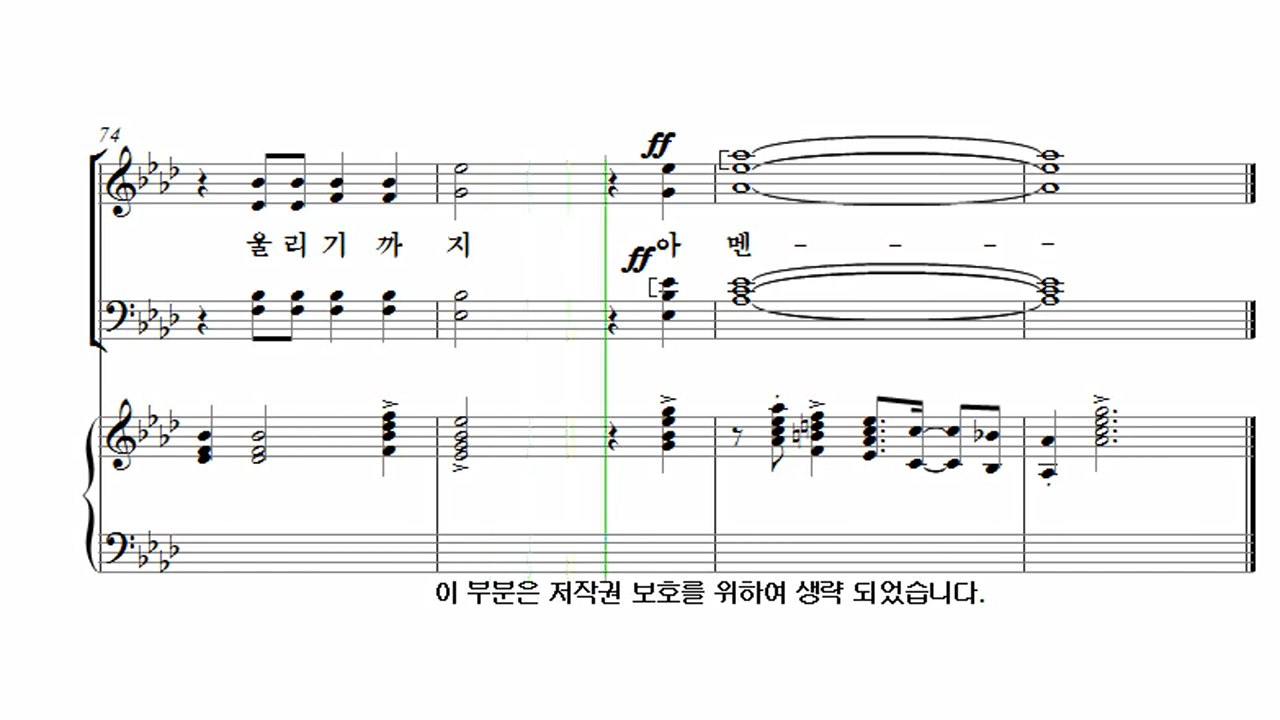 74
ff
울 리 기 까 지 아 멘 - - - -
ff
이 부분은 저작권 보호를 위하여 생략 되었습니다.